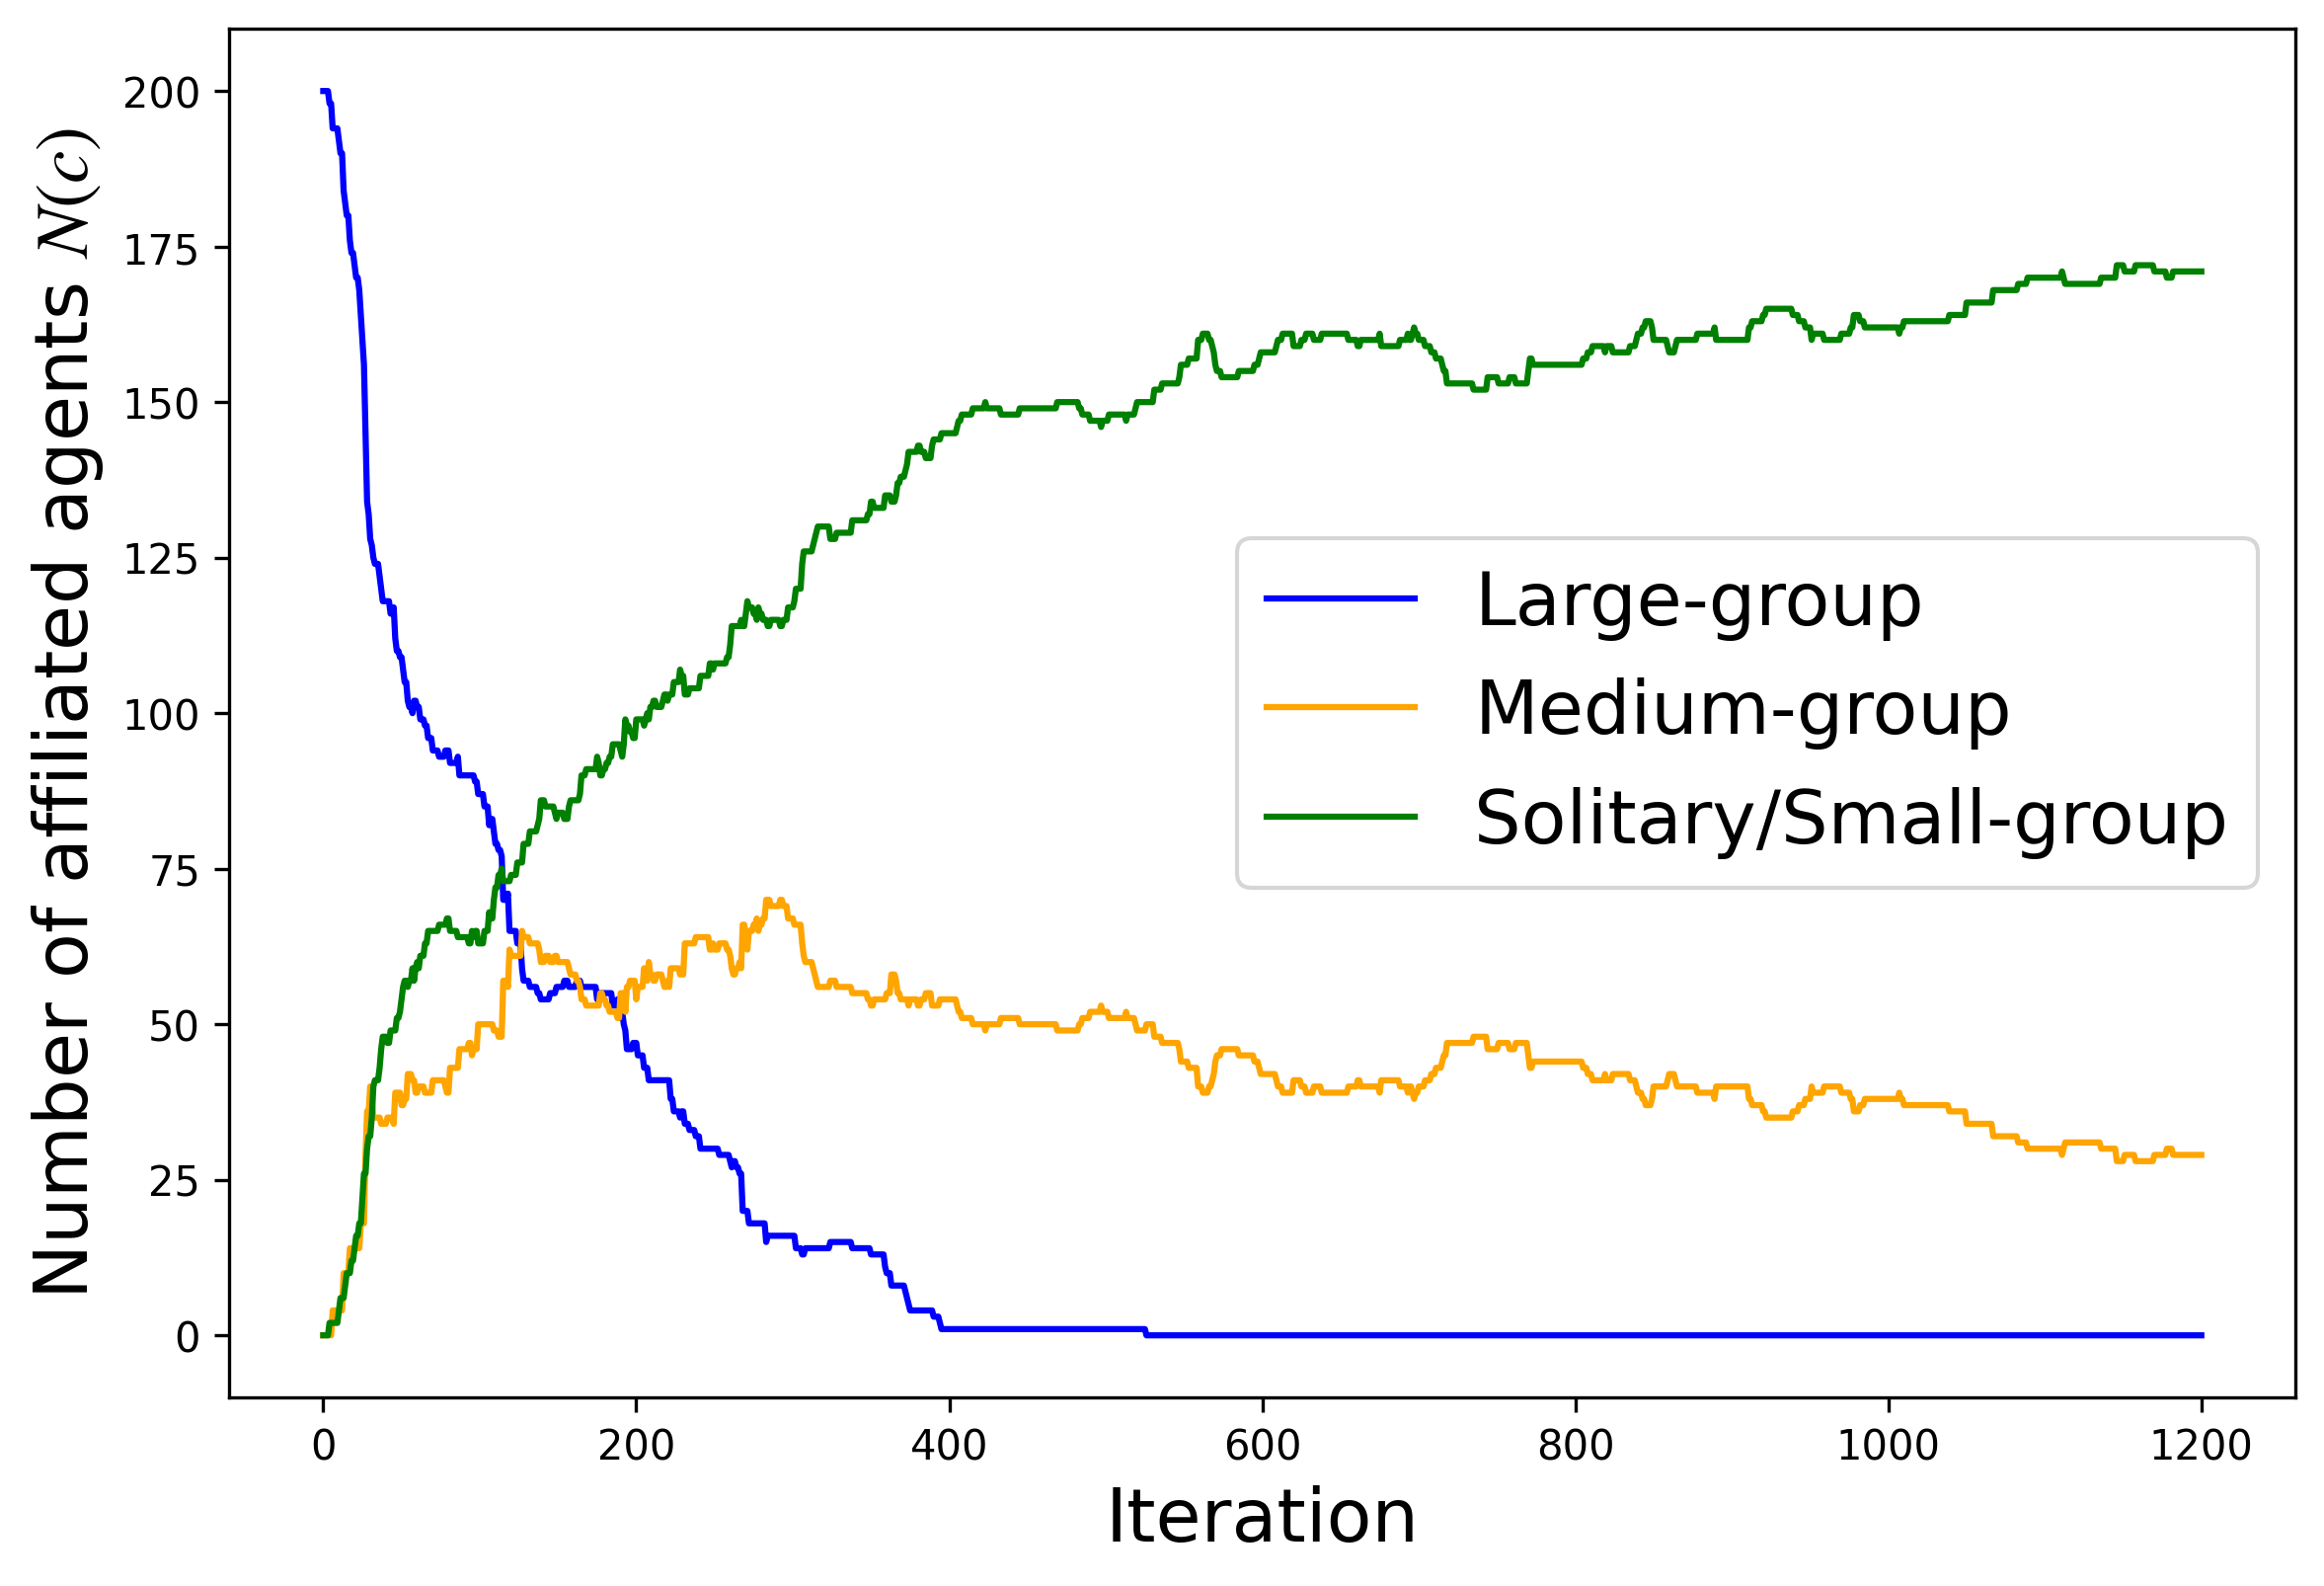 Number of affiliated agents N(c)
200
175
150
125
100
75
50
25
0
Large-group
Medium-group
Solitary/Small-group
0 200 400 600 800 1000 1200
Iteration